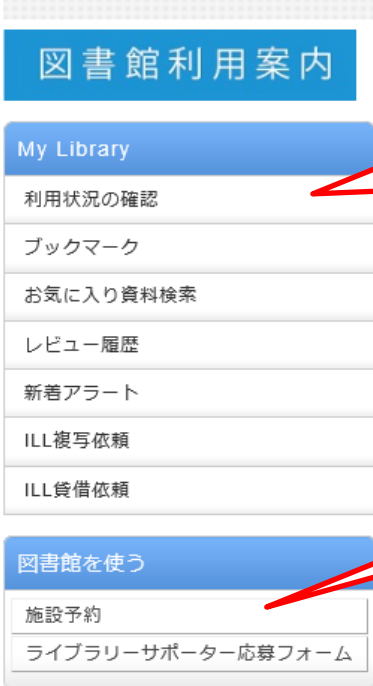 図書館利用案内
My Library
利用状況の確認
ブックマーク
お気に入り資料検索
レビュー履歴
新着アラート
ILL複写依頼
ILL貸借依頼
図書館を使う
施設予約
ライブラリーサポーター応募フォーム